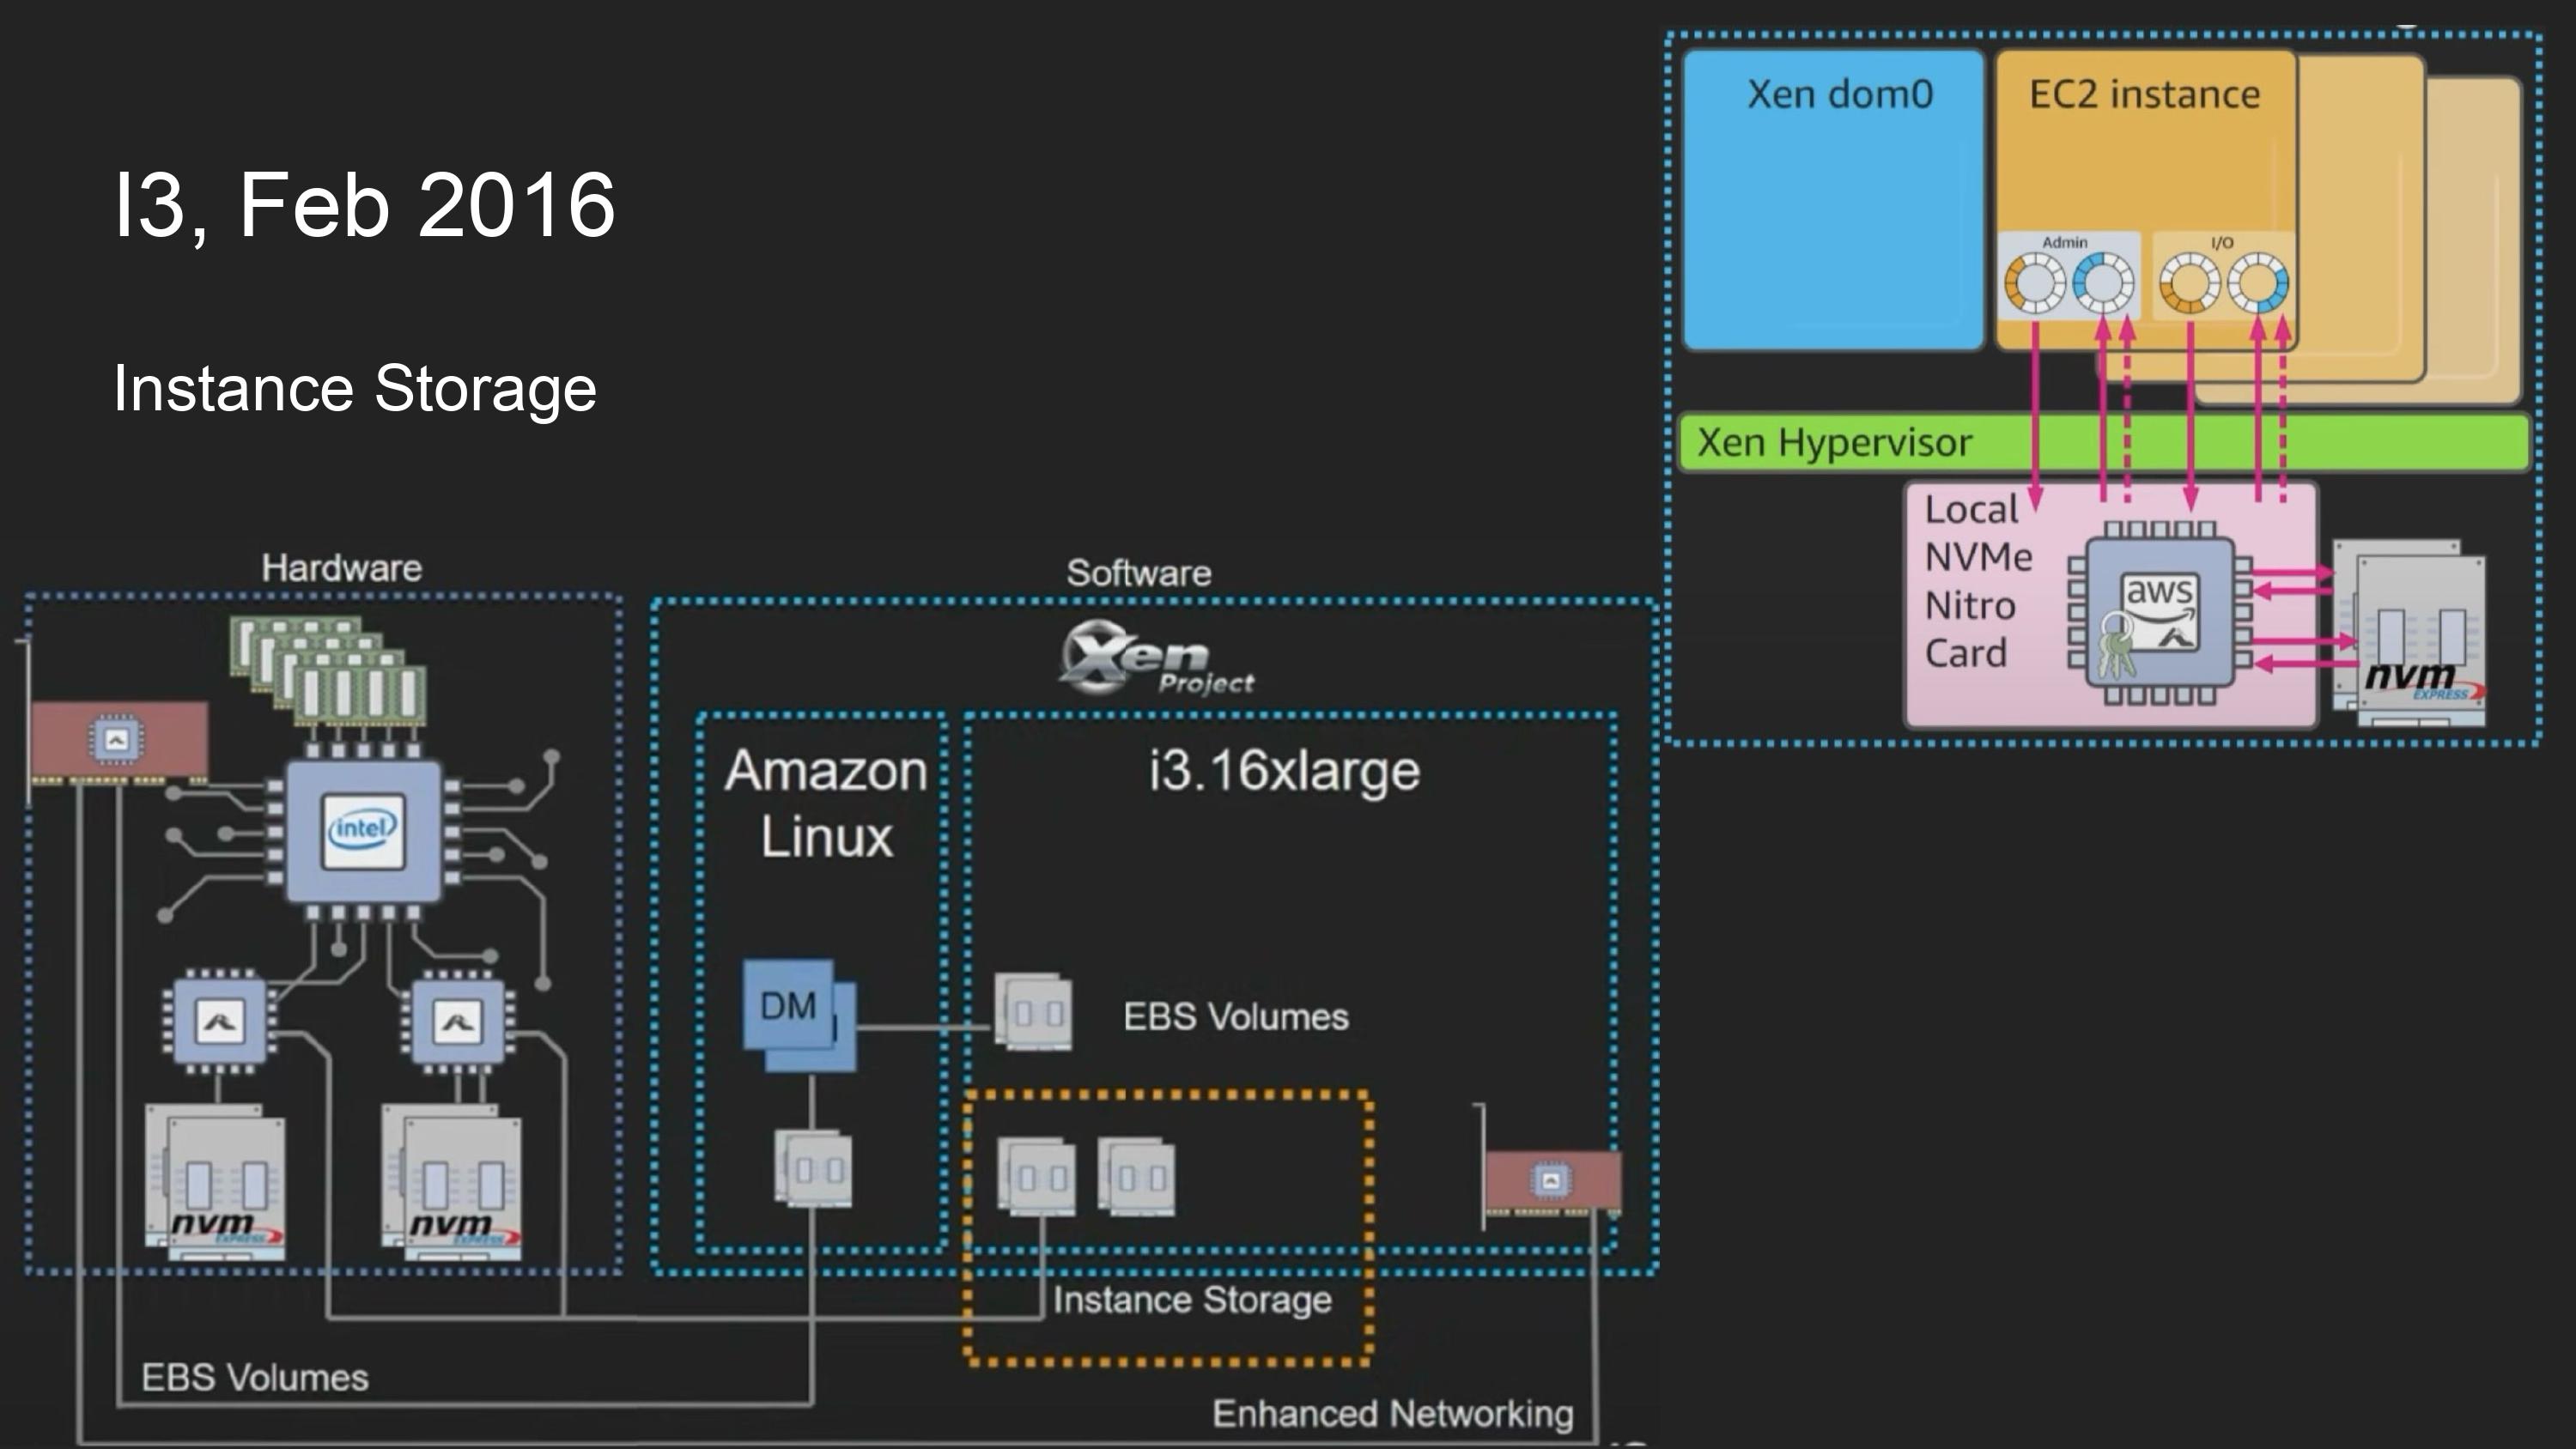 I3, Feb 2016
Instance Storage
Xen dom0
EC2 instance
Admin
I/O
Xen Hypervisor
Local
NVMe
Nitro
Card
aws
nvm
EXPRESS
Hardware
intel
nvm
EXPRESS
nvm
EXPRESS
Software
Xen
Project
Amazon
Linux
i3.16xlarge
DM
EBS Volumes
Instance Storage
EBS Volumes
Enhanced Networking